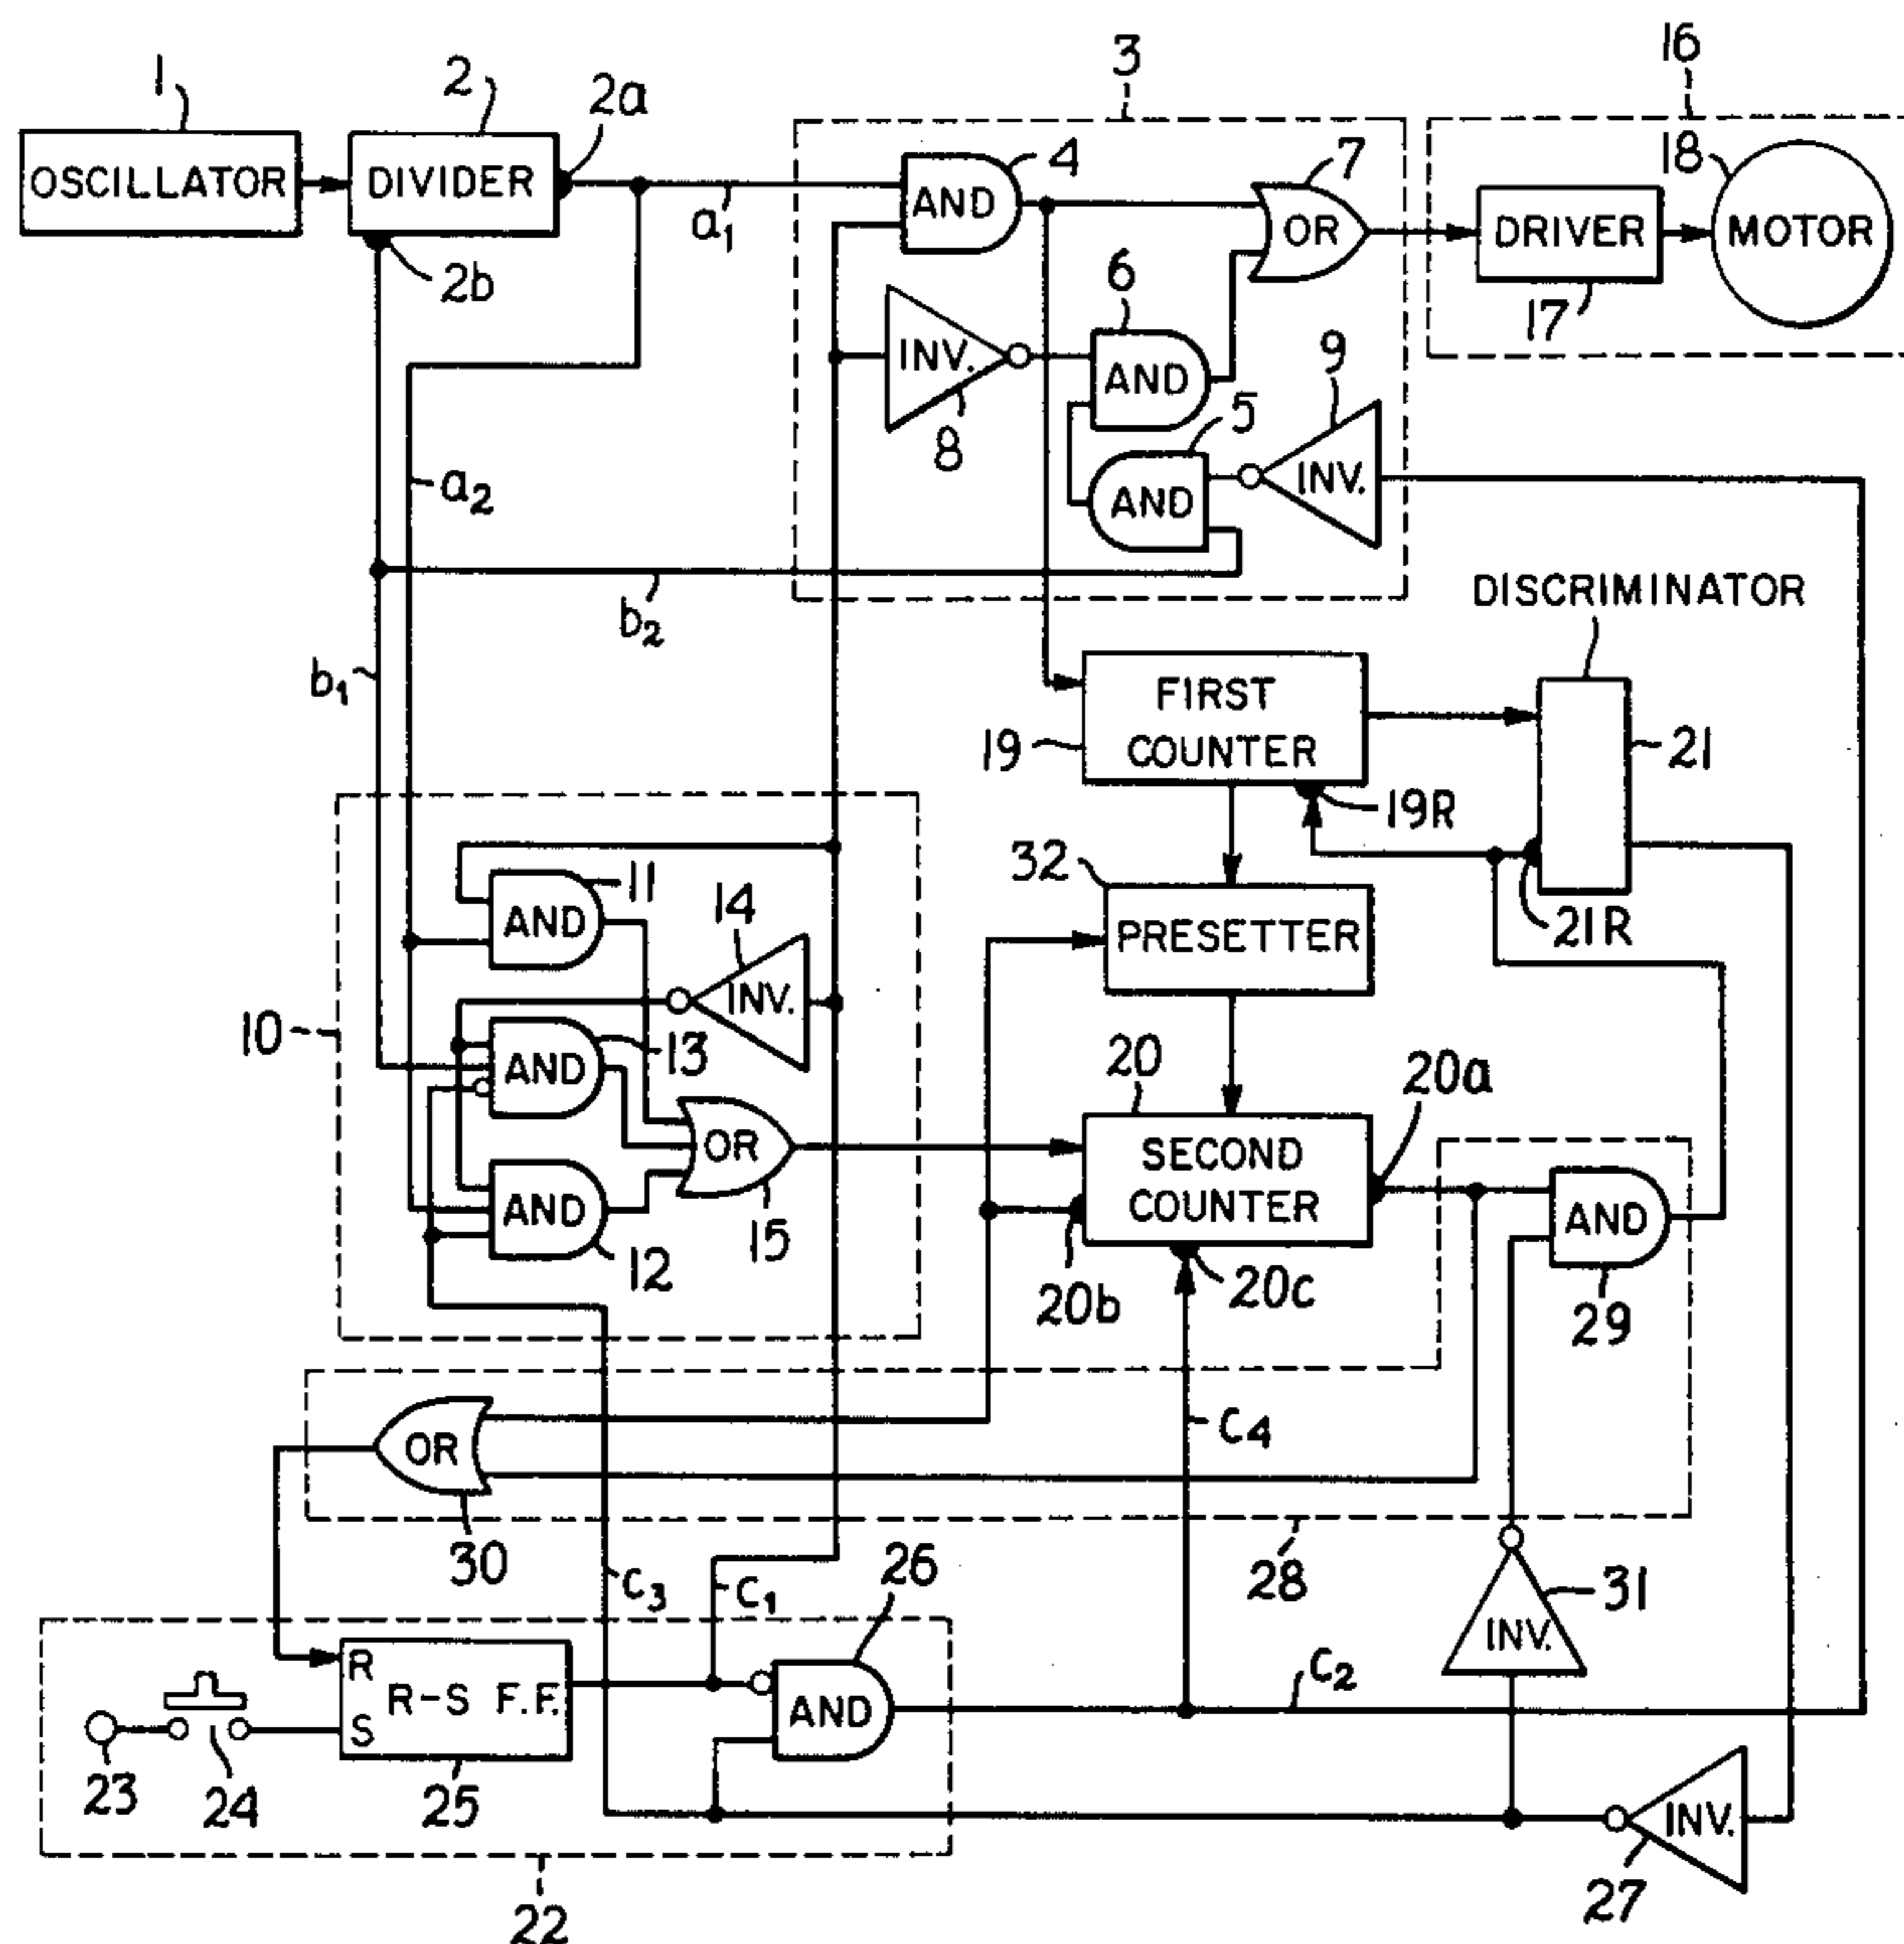 1
2
2a
3
16
OSCILLATOR
DIVIDER
a1
AND
4
7
OR
18
DRIVER
MOTOR
17
2b
6
INV.
8
AND
9
5
AND
INV.
a2
b2
b1
DISCRIMINATOR
FIRST
COUNTER
19
19R
21
21R
32
PRESETTER
11
AND
14
INV.
10
13
AND
20
20a
SECOND
COUNTER
OR
15
AND
12
20b
20c
AND
29
OR
30
C4
28
31
INV.
C3
C1
26
R
R-S F.F.
S
AND
C2
23
24
25
INV.
27
22